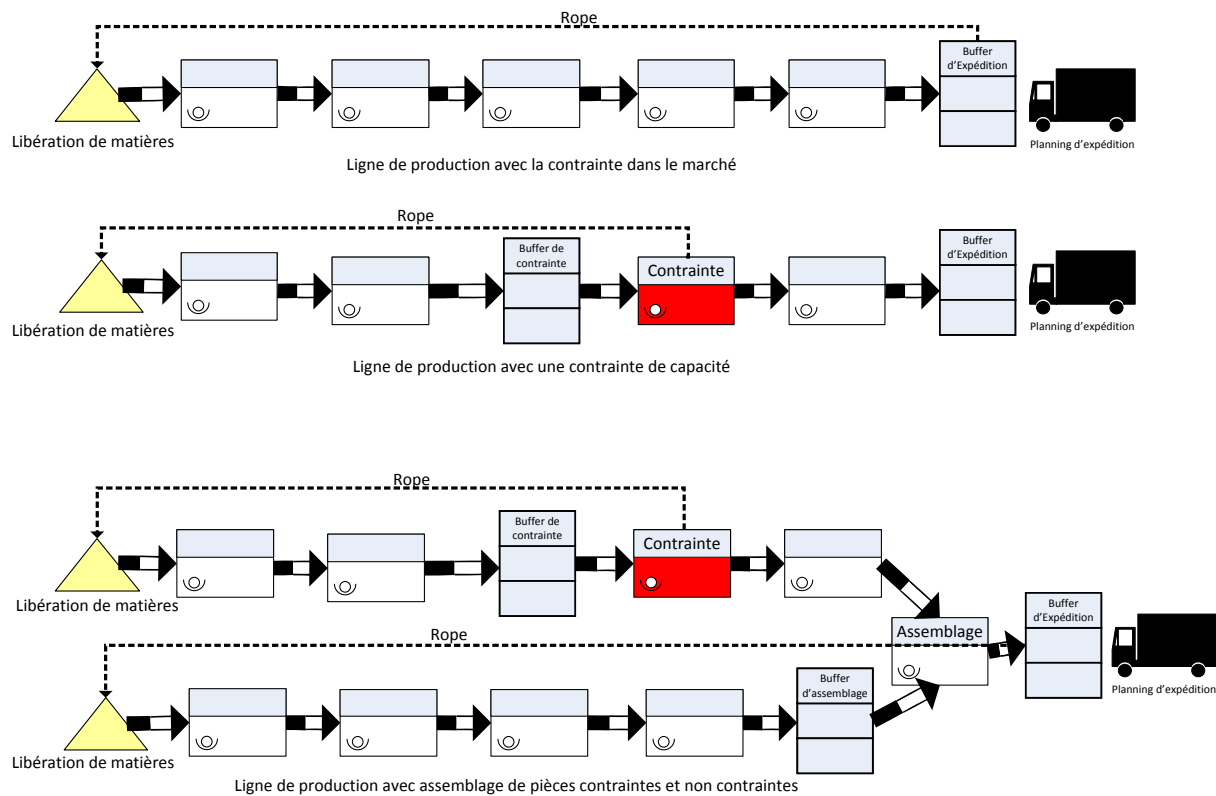 Rope
Buffer
d'Expédition
Libération de matières
Planning d'expédition
Ligne de production avec la contrainte dans le marché
Rope
Buffer de
contrainte
Contrainte
Buffer
d'Expédition
Libération de matières
Planning d'expédition
Ligne de production avec une contrainte de capacité
Rope
Buffer de
contrainte
Contrainte
Libération de matières
Rope
Assemblage
Buffer
d'Expédition
Buffer
d'assemblage
Planning d'expédition
Libération de matières
Ligne de production avec assemblage de pièces contraintes et non contraintes